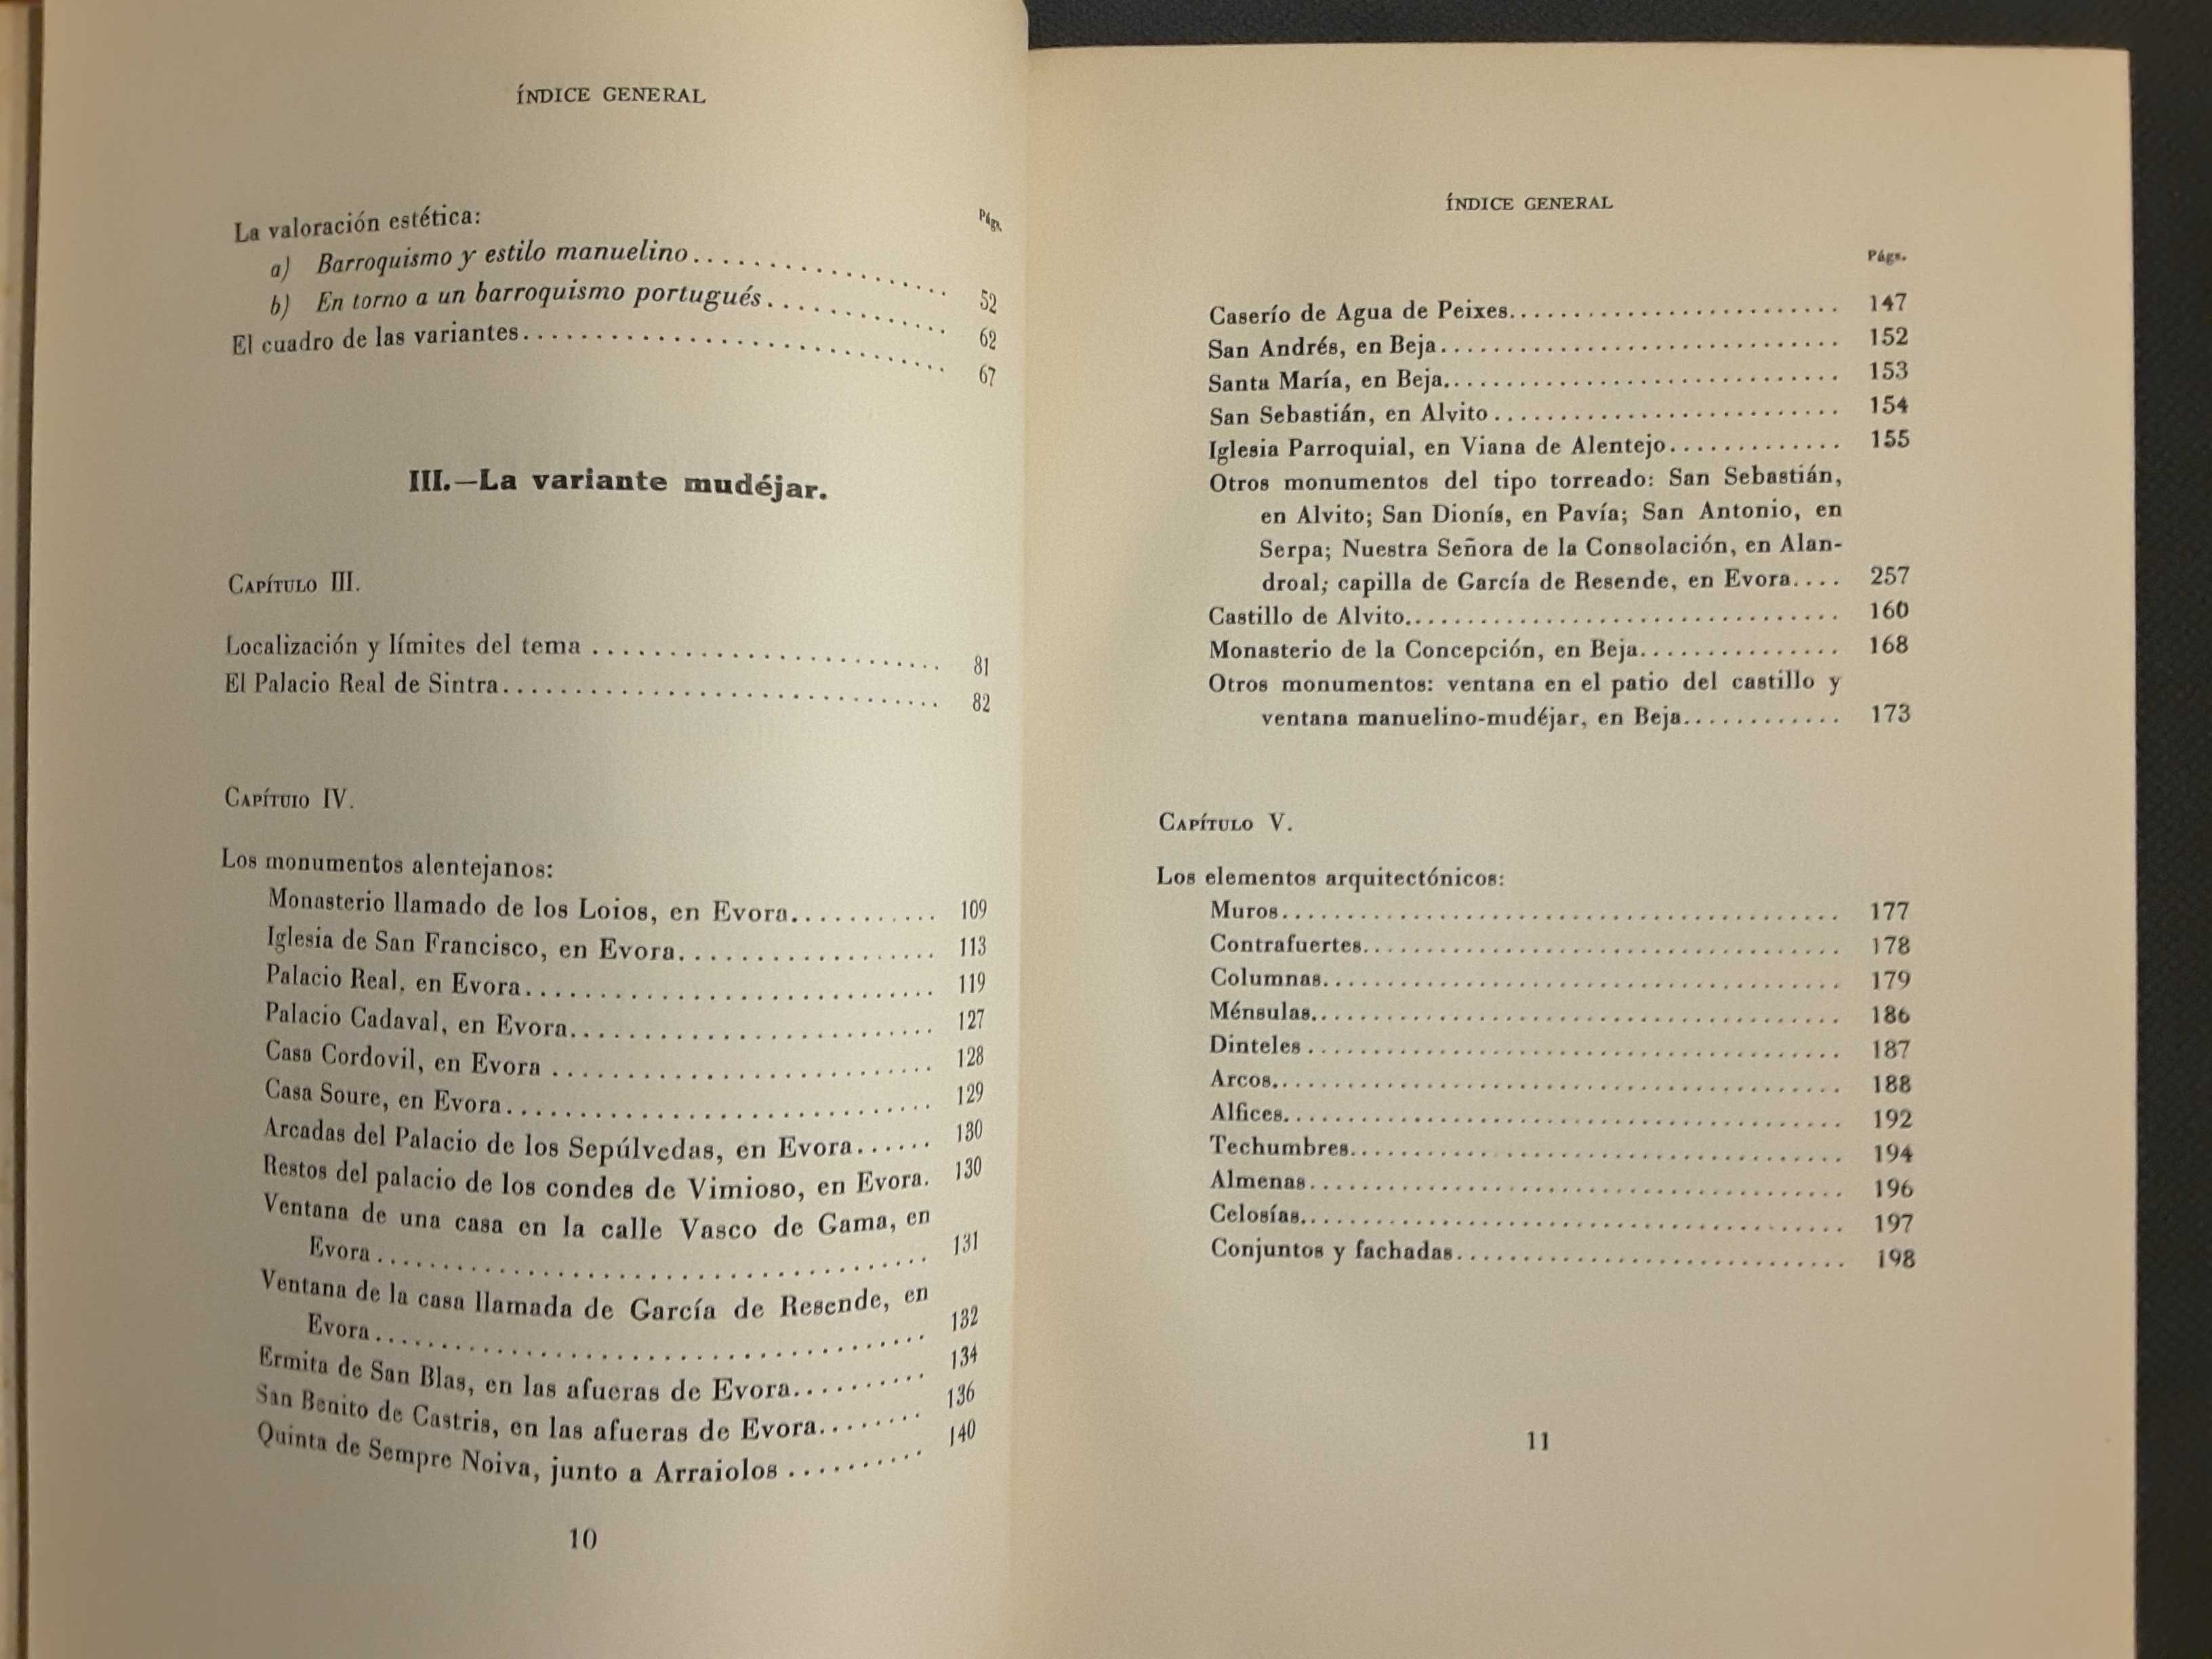 ÍNDICE GENERAL
Págs.
La valoración estética:
a) Barroquismo y estilo manuelino.................. 52
b) En torno a un barroquismo portugués.............. 62
El cuadro de las variantes.............................. 67
III.—La variante mudéjar.
Capítulo III.
Localización y límites del tema ........................ 81
El Palacio Real de Sintra.............................. 82
Capítuio IV.
Los monumentos alentejanos:
Monasterio llamado de los Loios, en Evora........... 109
Iglesia de San Francisco, en Evora.................. 113
Palacio Real, en Evora............................ 119
Palacio Cadaval, en Evora......................... 127
Casa Cordovil, en Evora .......................... 128
Casa Soure, en Evora............................. 129
Arcadas del Palacio de los Sepúlvedas, en Evora...... 130
Restos del palacio de los condes de Vimioso, en Evora. 130
Ventana de una casa en la calle Vasco de Gama, en
Evora...................................... 131
Ventana de la casa llamada de García de Resende, en
Evora...................................... 132
Ermita de San Blas, en las afueras de Evora.......... 134
San Benito de Castris, en las afueras de Evora........ 136
Quinta de Sempre Noiva, junto a Arraiolos .......... 140
10
ÍNDICE GENERAL
Págs.
Caserío de Agua de Peixes.......................... 147
San Andrés, en Beja............................... 152
Santa María, en Beja.............................. 153
San Sebastián, en Alvito........................... 154
Iglesia Parroquial, en Viana de Alentejo............. 155
Otros monumentos del tipo torreado: San Sebastián,
en Alvito; San Dionís, en Pavía; San Antonio, en
Serpa; Nuestra Señora de la Consolación, en Alan-
droal; capilla de García de Resende, en Evora.... 257
Castillo de Alvito................................. 160
Monasterio de la Concepción, en Beja............... 168
Otros monumentos: ventana en el patio del castillo y
ventana manuelino-mudéjar, en Beja............ 173
Capítulo V.
Los elementos arquitectónicos:
Muros........................................... 177
Contrafuertes.................................... 178
Columnas....................................... 179
Ménsulas........................................ 186
Dinteles ........................................ 187
Arcos........................................... 188
Alfices.......................................... 192
Techumbres..................................... 194
Almenas........................................ 196
Celosías......................................... 197
Conjuntos y fachadas.............................. 198
11